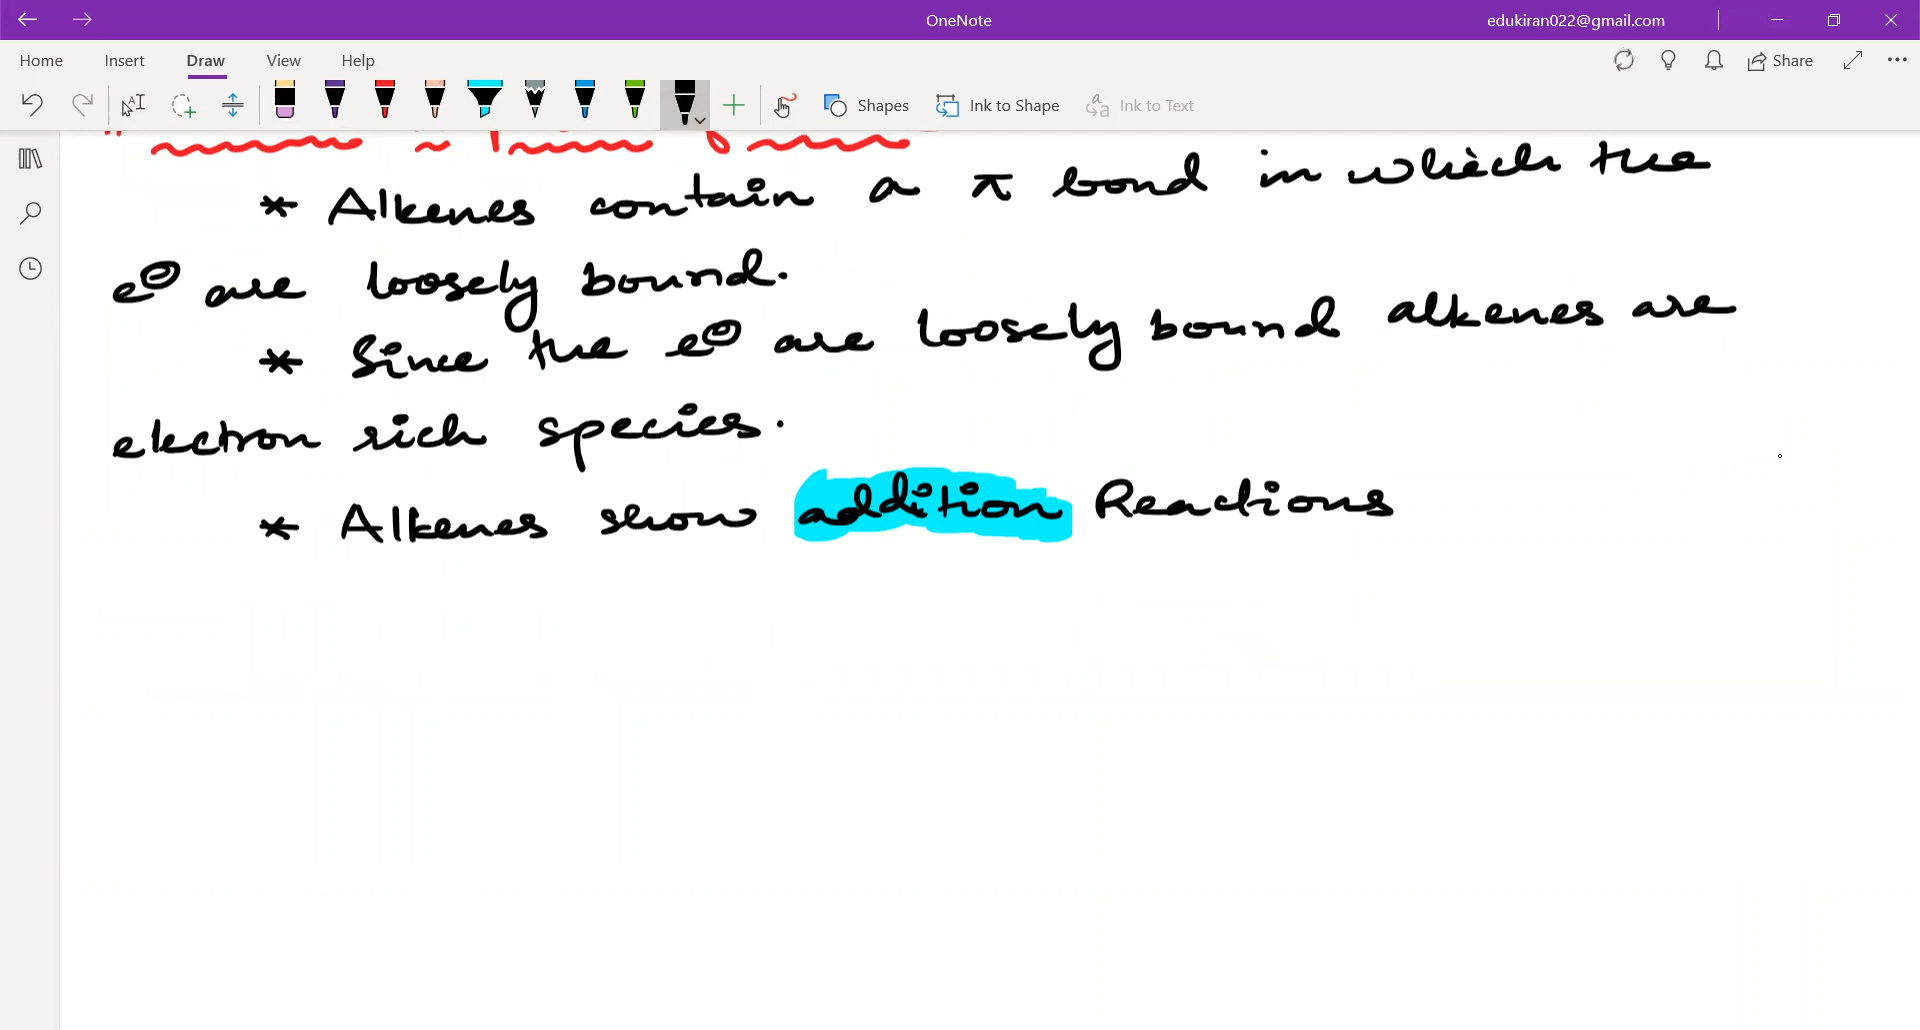 OneNote
edukiran022@gmail.com
Home Insert Draw View Help
Share
Shapes Ink to Shape Ink to Text
* Alkenes contain a π bond in which the
e⊖ are loosely bound.
* Since the e⊖ are loosely bound alkenes are
electron rich species.
* Alkenes show addition Reactions